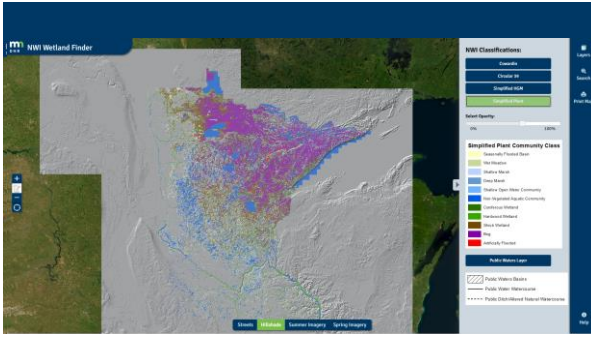 mn
DNR
NWI Wetland Finder
NWI Classifications:
Cowardin
Circular 39
Simplified HGM
Simplified Plant
Select Opacity:
0%
100%
Simplified Plant Community Class
Seasonally Flooded Basin
Wet Meadow
Shallow Marsh
Deep Marsh
Shallow Open Water Community
Non-Vegetated Aquatic Community
Coniferous Wetland
Hardwood Wetland
Shrub Wetland
Bog
Artificially Flooded
Public Waters Layer
Public Waters Basins
Public Water Watercourse
Public Ditch/Altered Natural Watercourse
Layers
Search
Print Map
Help
Streets
Hillshade
Summer Imagery
Spring Imagery